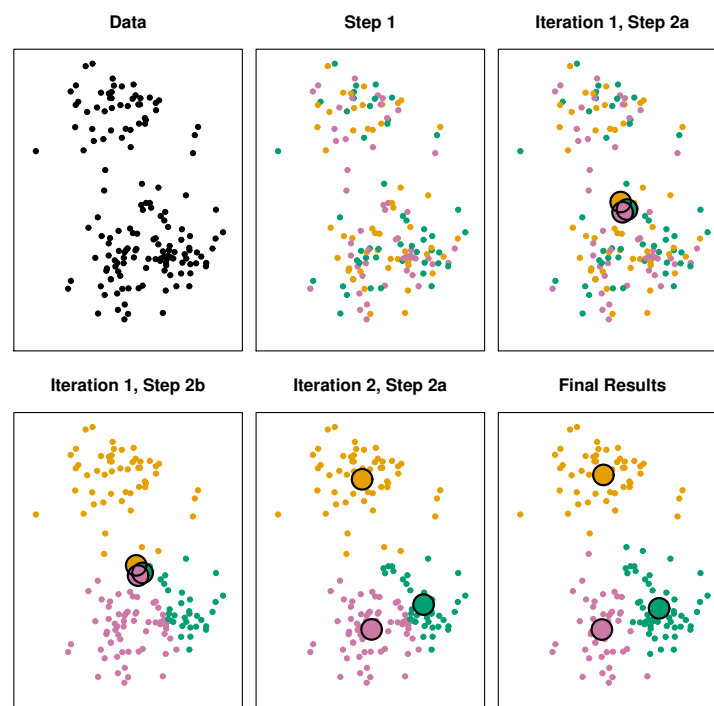 Data
Step 1
Iteration 1, Step 2a
Iteration 1, Step 2b
Iteration 2, Step 2a
Final Results